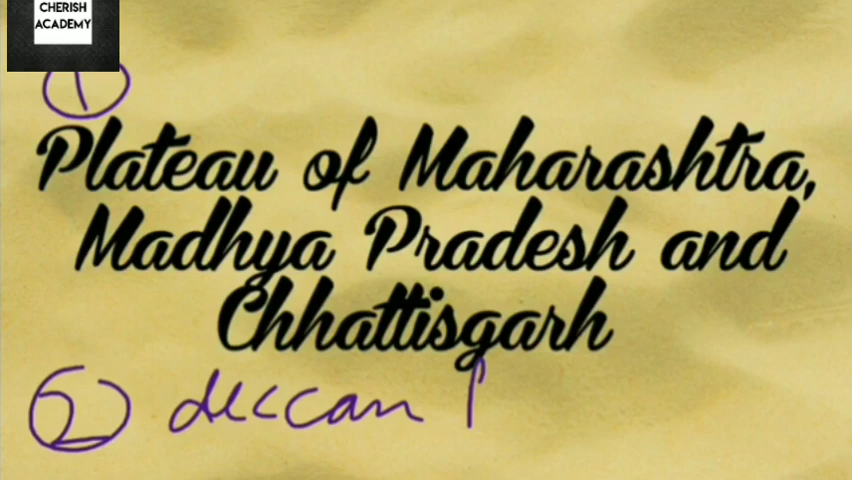 CHERISH
ACADEMY
1
Plateau of Maharashtra,
Madhya Pradesh and
Chhattisgarh
2 deccan